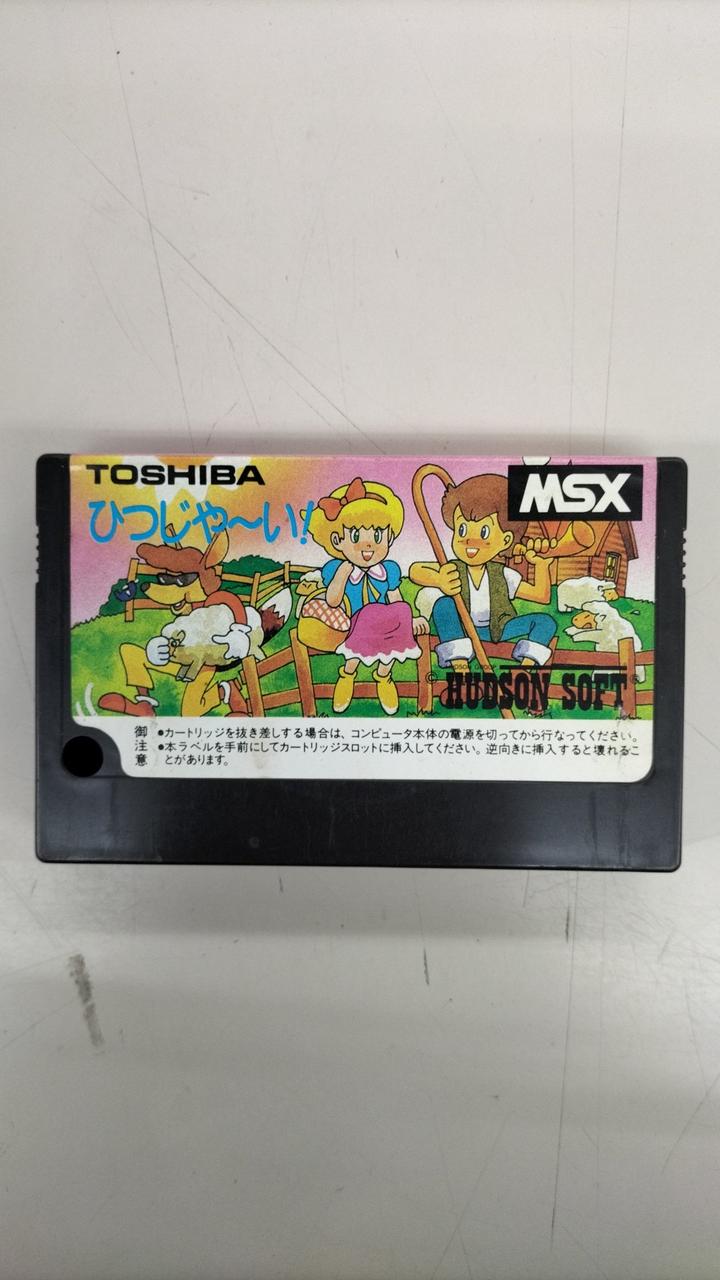 TOSHIBA
MSX
ひつじや〜い!
© HUDSON SOFT
御注意
●カートリッジを抜き差しする場合は、コンピュータ本体の電源を切ってから行なってください。
●本ラベルを手前にしてカートリッジスロットに挿入してください。逆向きに挿入すると壊れるこ
とがあります。